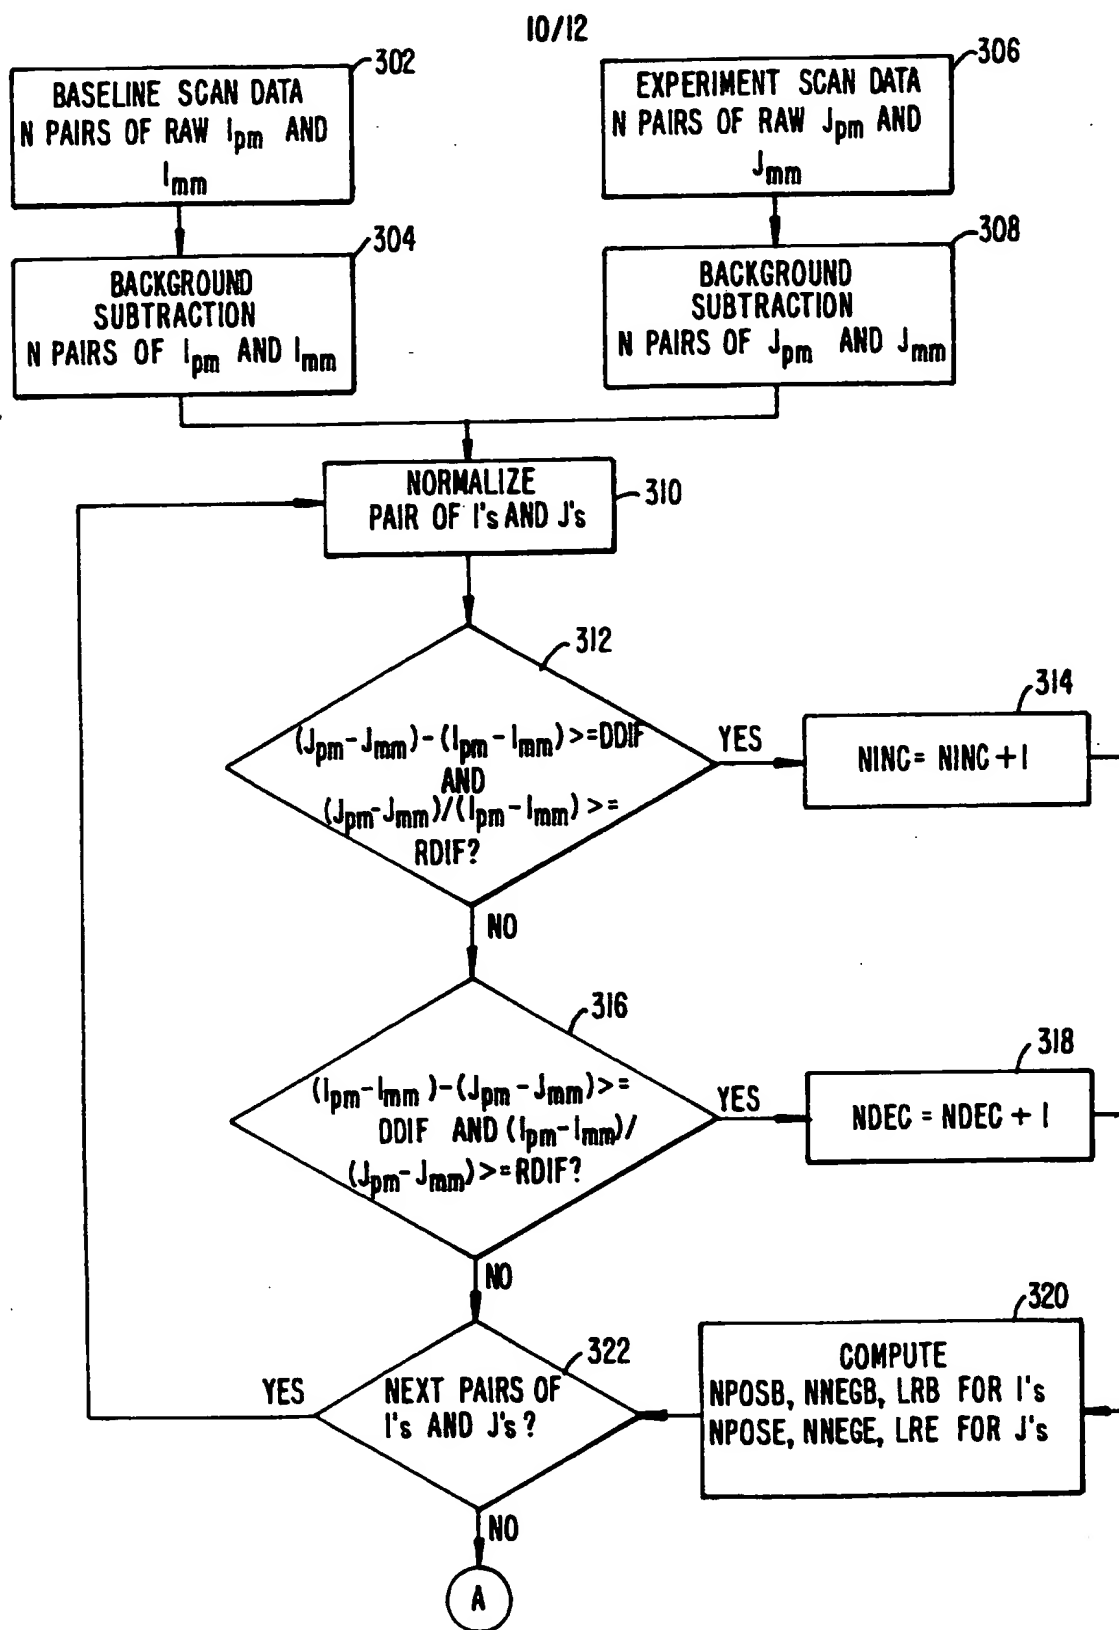 10/12
302
BASELINE SCAN DATA
N PAIRS OF RAW Ipm AND
Imm
306
EXPERIMENT SCAN DATA
N PAIRS OF RAW Jpm AND
Jmm
304
BACKGROUND
SUBTRACTION
N PAIRS OF Ipm AND Imm
308
BACKGROUND
SUBTRACTION
N PAIRS OF Jpm AND Jmm
NORMALIZE
PAIR OF I's AND J's
310
312
(Jpm-Jmm)-(Ipm-Imm) >=DDIF
AND
(Jpm-Jmm)/(Ipm-Imm) >=
RDIF?
YES
314
NINC= NINC +1
NO
316
(Ipm-Imm)-(Jpm-Jmm)>=
DDIF AND (Ipm-Imm)/
(Jpm-Jmm) >=RDIF?
YES
318
NDEC = NDEC + 1
NO
322
NEXT PAIRS OF
I's AND J's?
YES
320
COMPUTE
NPOSB, NNEGB, LRB FOR I's
NPOSE, NNEGE, LRE FOR J's
NO
A